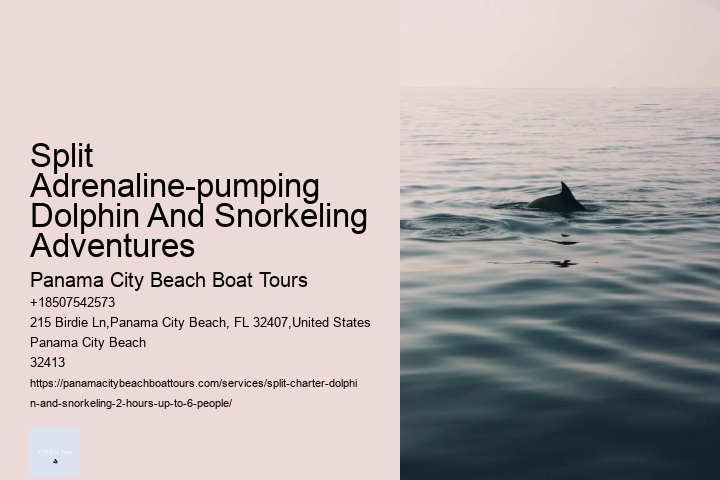 Split
Adrenaline-pumping
Dolphin And Snorkeling
Adventures
Panama City Beach Boat Tours
+18507542573
215 Birdie Ln,Panama City Beach, FL 32407,United States
Panama City Beach
32413
https://panamacitybeachboattours.com/services/split-charter-dolphi
n-and-snorkeling-2-hours-up-to-6-people/